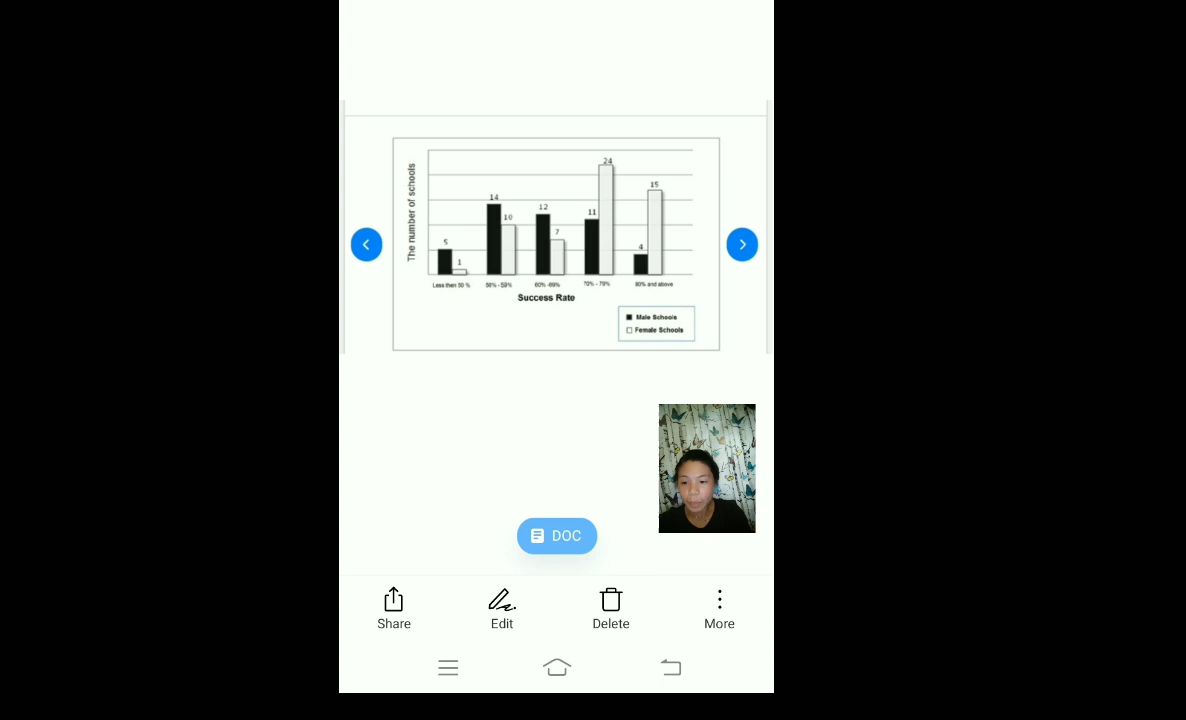 The number of schools
24
15
14
12
11
10
7
5
4
1
Less then 50 %
50% - 59%
60% -69%
70% - 79%
80% and above
Success Rate
Male Schools
Female Schools
DOC
Share
Edit
Delete
More